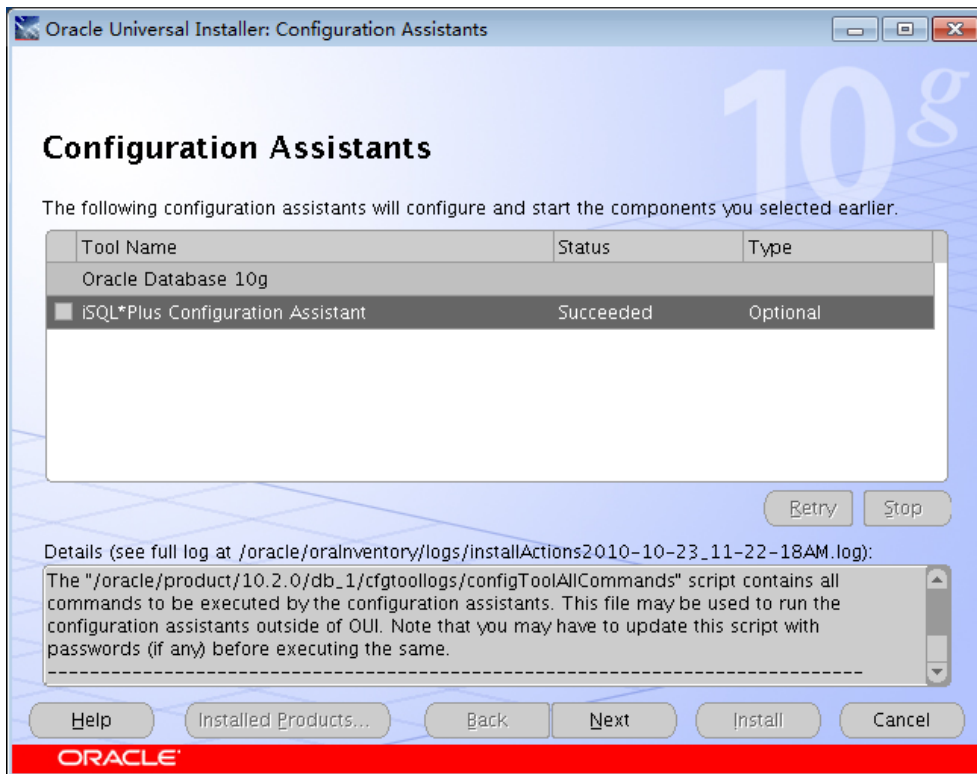 Oracle Universal Installer: Configuration Assistants
10g
Configuration Assistants
The following configuration assistants will configure and start the components you selected earlier.
Tool Name Status Type
Oracle Database 10g
iSQL*Plus Configuration Assistant Succeeded Optional
Retry Stop
Details (see full log at /oracle/oraInventory/logs/installActions2010-10-23_11-22-18AM.log):
The "/oracle/product/10.2.0/db_1/cfgtoollogs/configToolAllCommands" script contains all
commands to be executed by the configuration assistants. This file may be used to run the
configuration assistants outside of OUI. Note that you may have to update this script with
passwords (if any) before executing the same.
--------------------------------------------------------------------------------------
Help Installed Products... Back Next Install Cancel
ORACLE